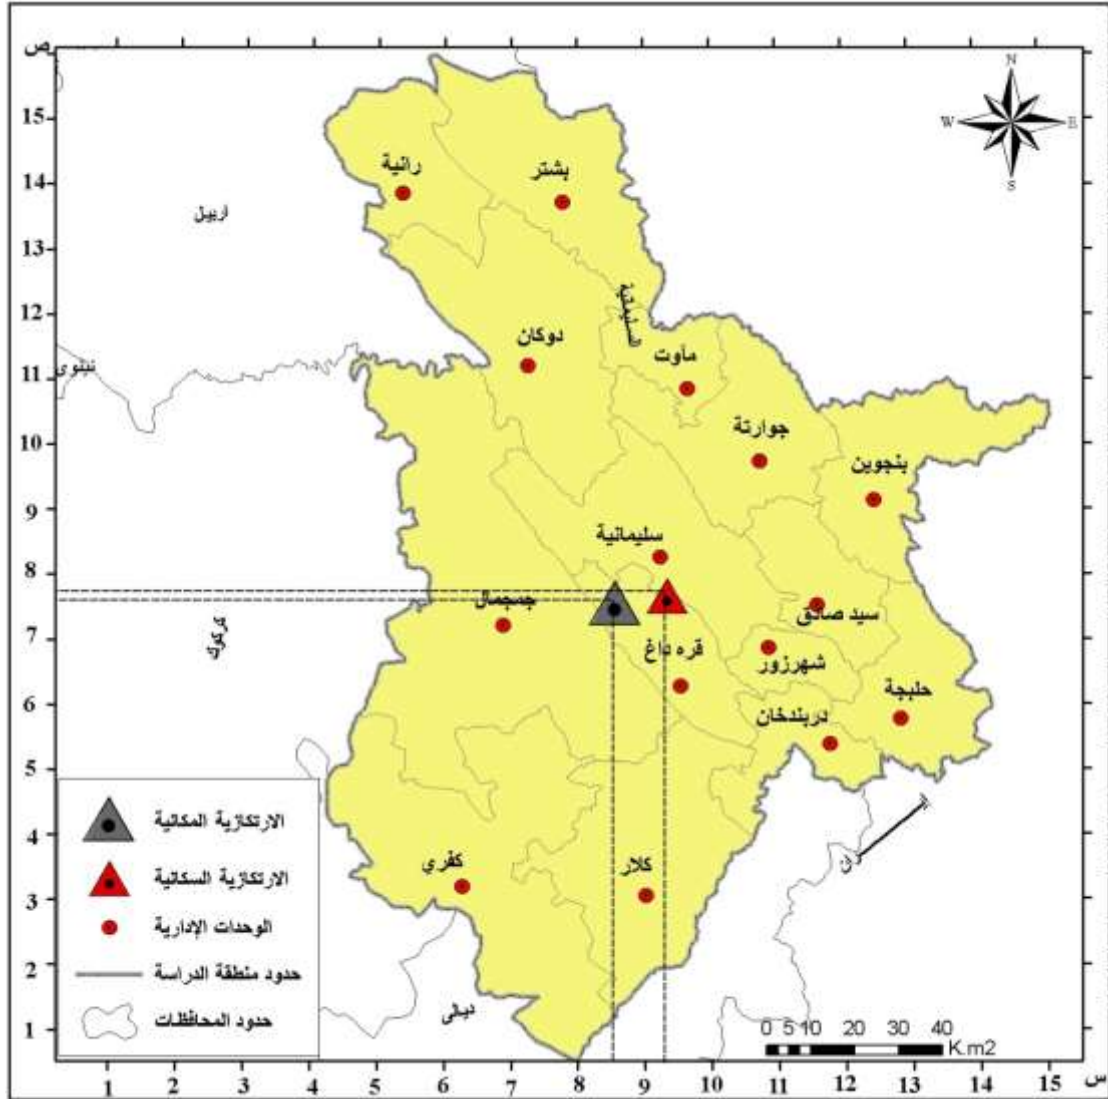 ص
N
W
E
S
15
14
13
12
11
10
9
8
7
6
5
4
3
2
1
رانية
بشتر
اربيل
السليمانية
دوكان
مأوت
نينوى
جوارتة
بنجوين
سليمانية
جمجمال
سيد صادق
كركوك
قره داغ
شهرزور
حلبجة
دربندخان
كفري
كلار
ديالى
الارتكازية المكانية
الارتكازية السكانية
الوحدات الإدارية
حدود منطقة الدراسة
حدود المحافظات
0 5 10 20 30 40
K.m2
1 2 3 4 5 6 7 8 9 10 11 12 13 14 15
س